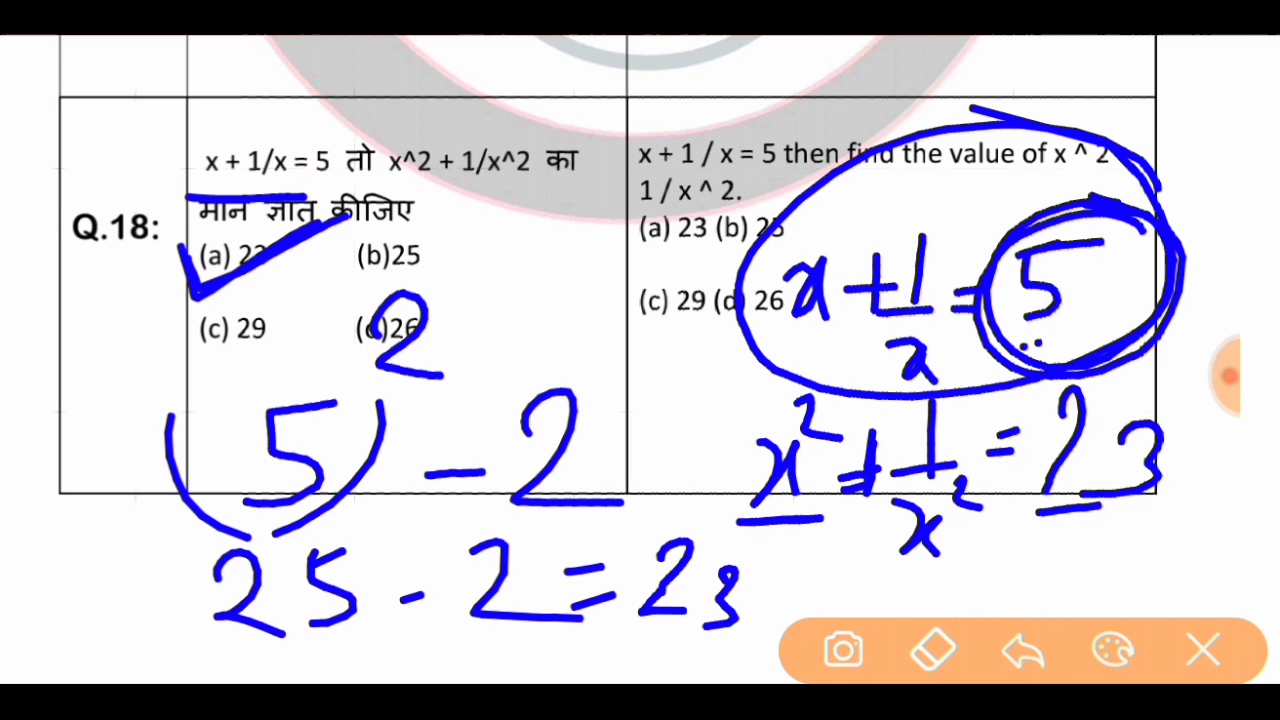 Q.18:
x + 1/x = 5 तो x^2 + 1/x^2 का
मान ज्ञात कीजिए
(a) 23 (b)25
(c) 29 (d)26
x + 1 / x = 5 then find the value of x ^ 2
1 / x ^ 2.
(a) 23 (b) 25
(c) 29 (d) 26
x + 1/x = 5
x² + 1/x² = 23
(5)² - 2
25 - 2 = 23